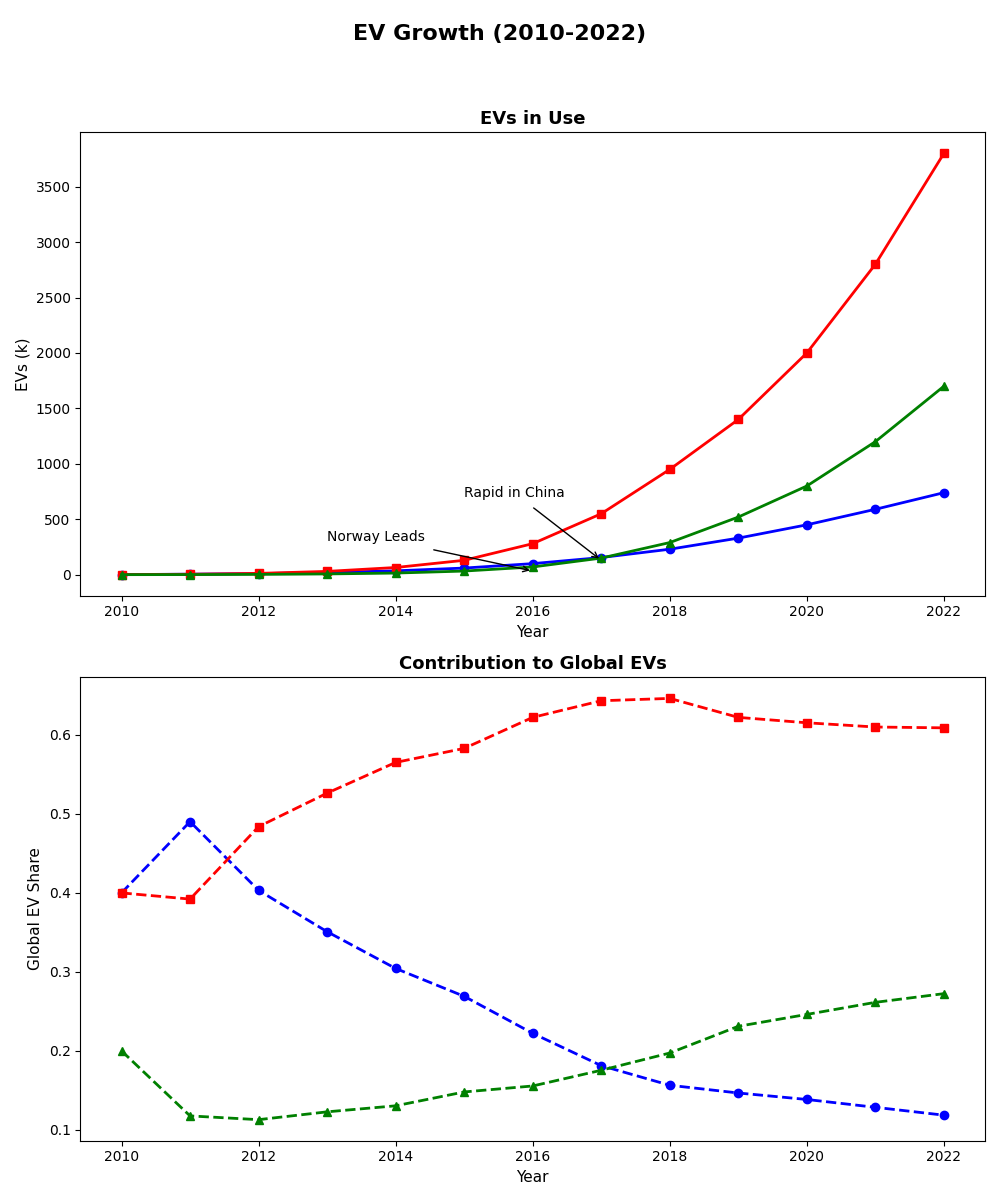 EV Growth (2010-2022)
EVs in Use
EVs (k)
3500
3000
2500
2000
1500
1000
500
0
Rapid in China
Norway Leads
2010 2012 2014 2016 2018 2020 2022
Year
Contribution to Global EVs
Global EV Share
0.6
0.5
0.4
0.3
0.2
0.1
2010 2012 2014 2016 2018 2020 2022
Year